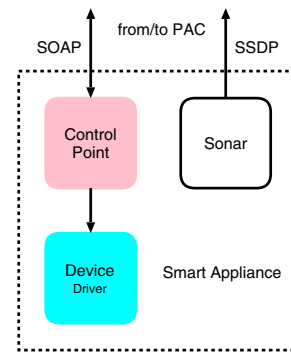 from/to PAC
SOAP
SSDP
Control
Point
Sonar
Device
Driver
Smart Appliance